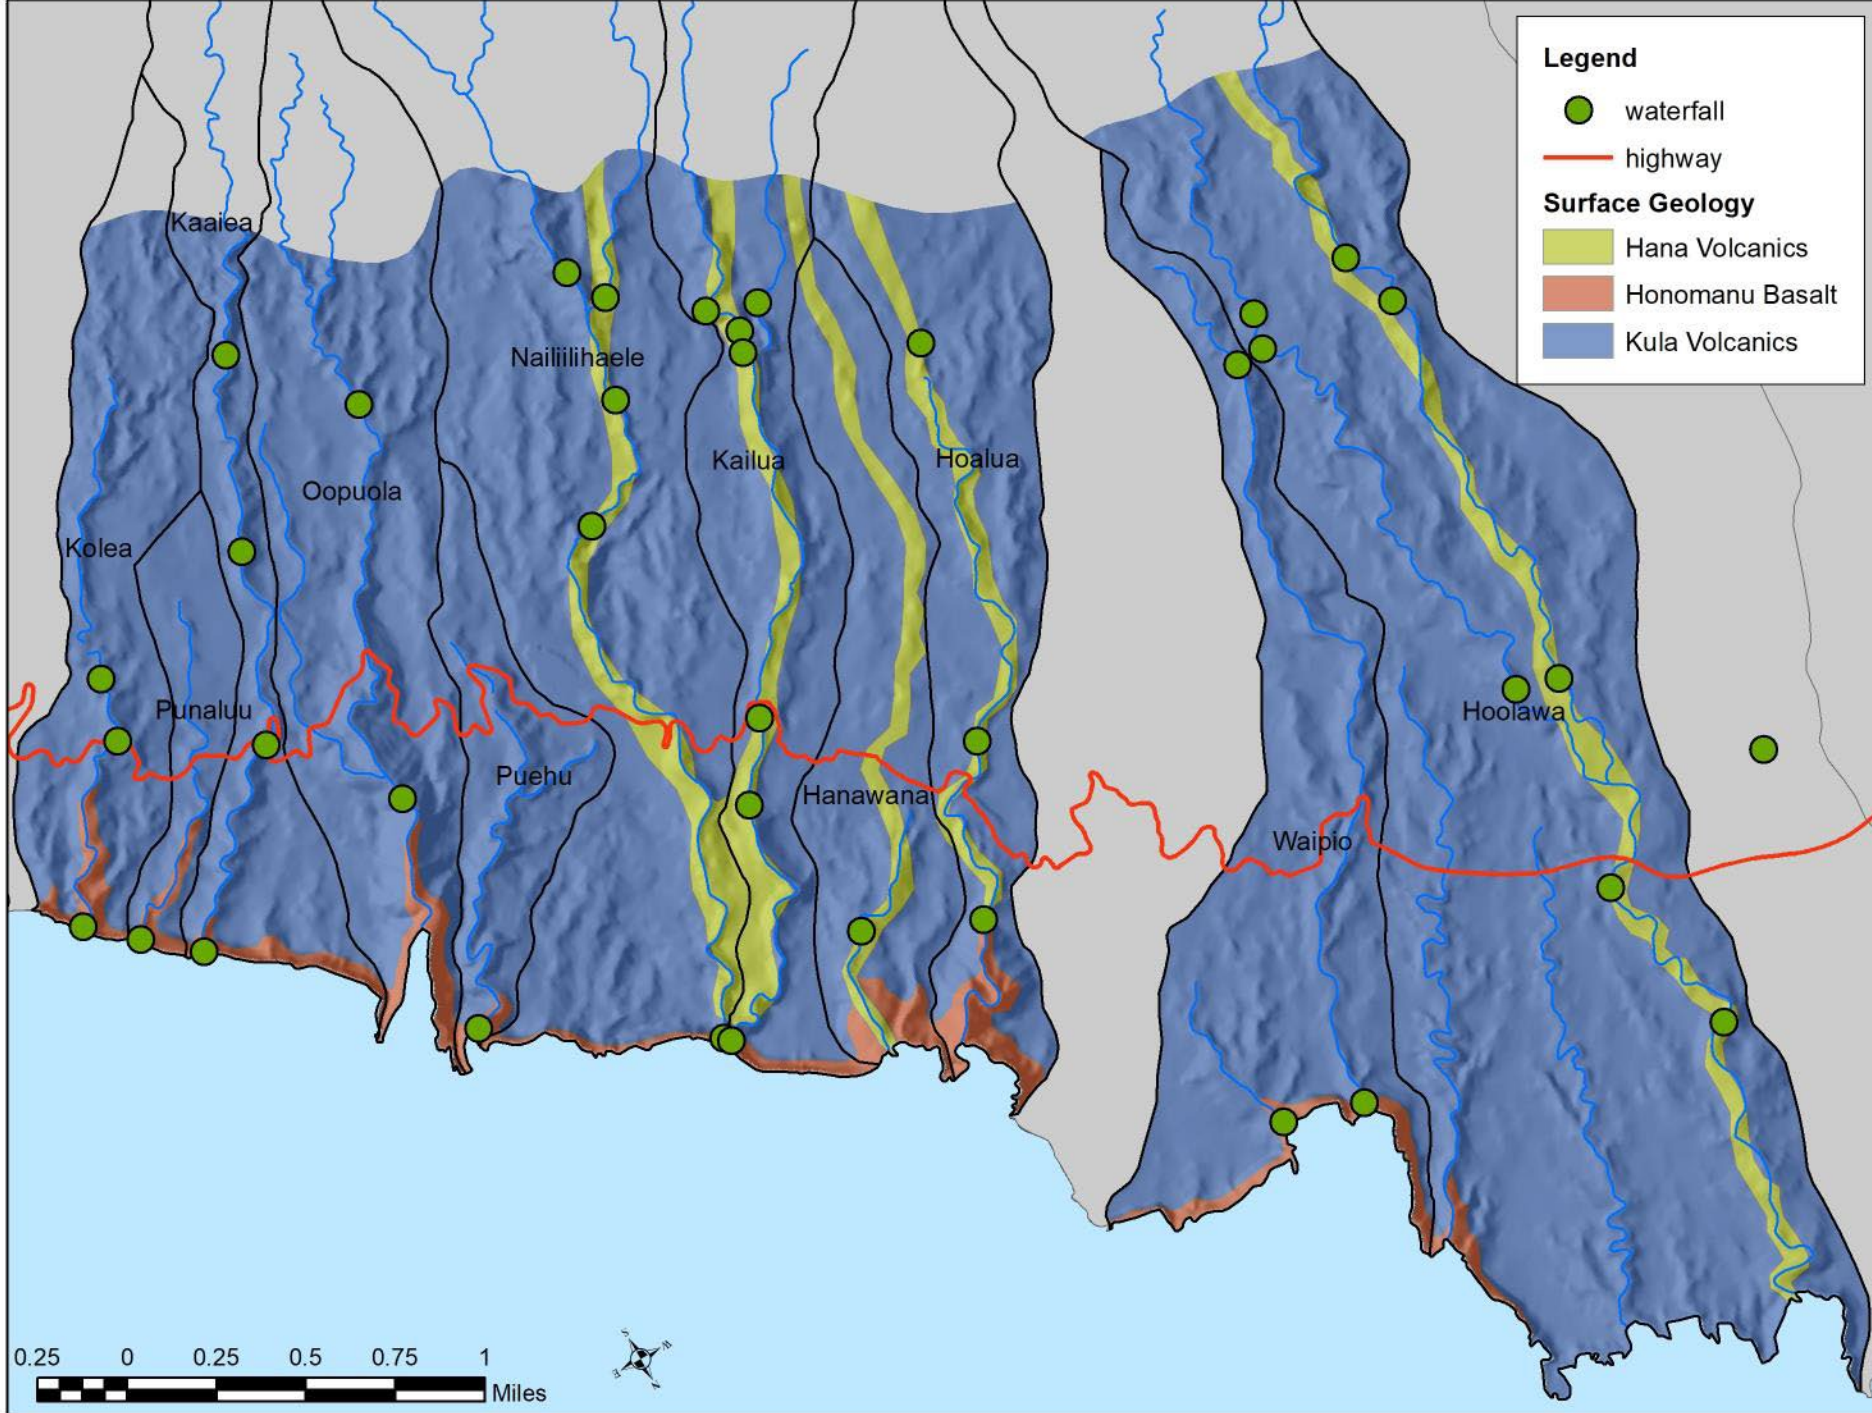 Legend
waterfall
highway
Surface Geology
Hana Volcanics
Honomanu Basalt
Kula Volcanics
Kaaiea
Nailiilihaele
Kailua
Hoalua
Oopuola
Kolea
Punaluu
Hoolawa
Puehu
Hanawana
Waipio
0.25 0 0.25 0.5 0.75 1
Miles
S
W
E
N